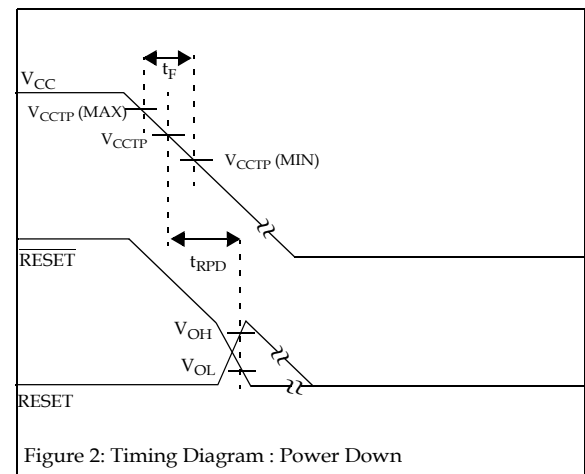 tF
VCC
VCCTP (MAX)
VCCTP
VCCTP (MIN)
RESET
tRPD
VOH
VOL
RESET
Figure 2: Timing Diagram : Power Down